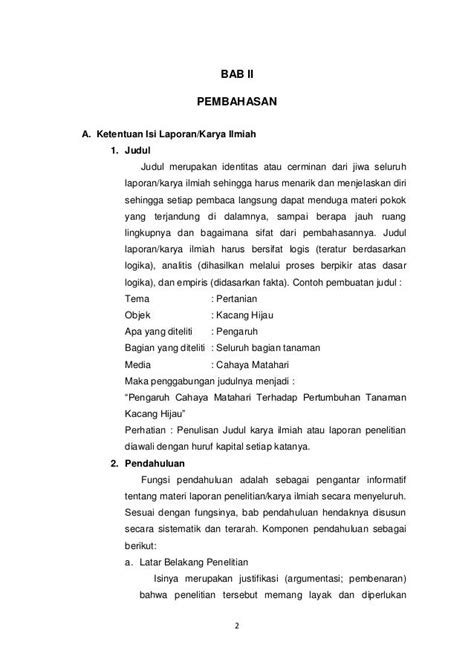 BAB II
PEMBAHASAN
A. Ketentuan Isi Laporan/Karya Ilmiah
1. Judul
Judul merupakan identitas atau cerminan dari jiwa seluruh
laporan/karya ilmiah sehingga harus menarik dan menjelaskan diri
sehingga setiap pembaca langsung dapat menduga materi pokok
yang terjandung di dalamnya, sampai berapa jauh ruang
lingkupnya dan bagaimana sifat dari pembahasannya. Judul
laporan/karya ilmiah harus bersifat logis (teratur berdasarkan
logika), analitis (dihasilkan melalui proses berpikir atas dasar
logika), dan empiris (didasarkan fakta). Contoh pembuatan judul :
Tema : Pertanian
Objek : Kacang Hijau
Apa yang diteliti : Pengaruh
Bagian yang diteliti : Seluruh bagian tanaman
Media : Cahaya Matahari
Maka penggabungan judulnya menjadi :
“Pengaruh Cahaya Matahari Terhadap Pertumbuhan Tanaman
Kacang Hijau”
Perhatian : Penulisan Judul karya ilmiah atau laporan penelitian
diawali dengan huruf kapital setiap katanya.
2. Pendahuluan
Fungsi pendahuluan adalah sebagai pengantar informatif
tentang materi laporan penelitian/karya ilmiah secara menyeluruh.
Sesuai dengan fungsinya, bab pendahuluan hendaknya disusun
secara sistematik dan terarah. Komponen pendahuluan sebagai
berikut:
a. Latar Belakang Penelitian
Isinya merupakan justifikasi (argumentasi; pembenaran)
bahwa penelitian tersebut memang layak dan diperlukan
2